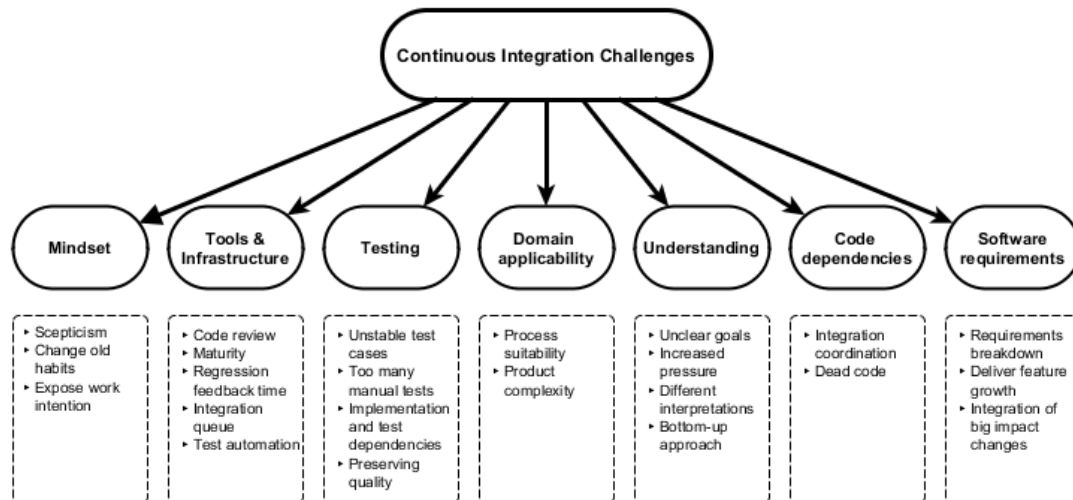 Continuous Integration Challenges
Mindset
Tools &
Infrastructure
Testing
Domain
applicability
Understanding
Code
dependencies
Software
requirements
‣ Scepticism
‣ Change old
habits
‣ Expose work
intention
‣ Code review
‣ Maturity
‣ Regression
feedback time
‣ Integration
queue
‣ Test automation
‣ Unstable test
cases
‣ Too many
manual tests
‣ Implementation
and test
dependencies
‣ Preserving
quality
‣ Process
suitability
‣ Product
complexity
‣ Unclear goals
‣ Increased
pressure
‣ Different
interpretations
‣ Bottom-up
approach
‣ Integration
coordination
‣ Dead code
‣ Requirements
breakdown
‣ Deliver feature
growth
‣ Integration of
big impact
changes